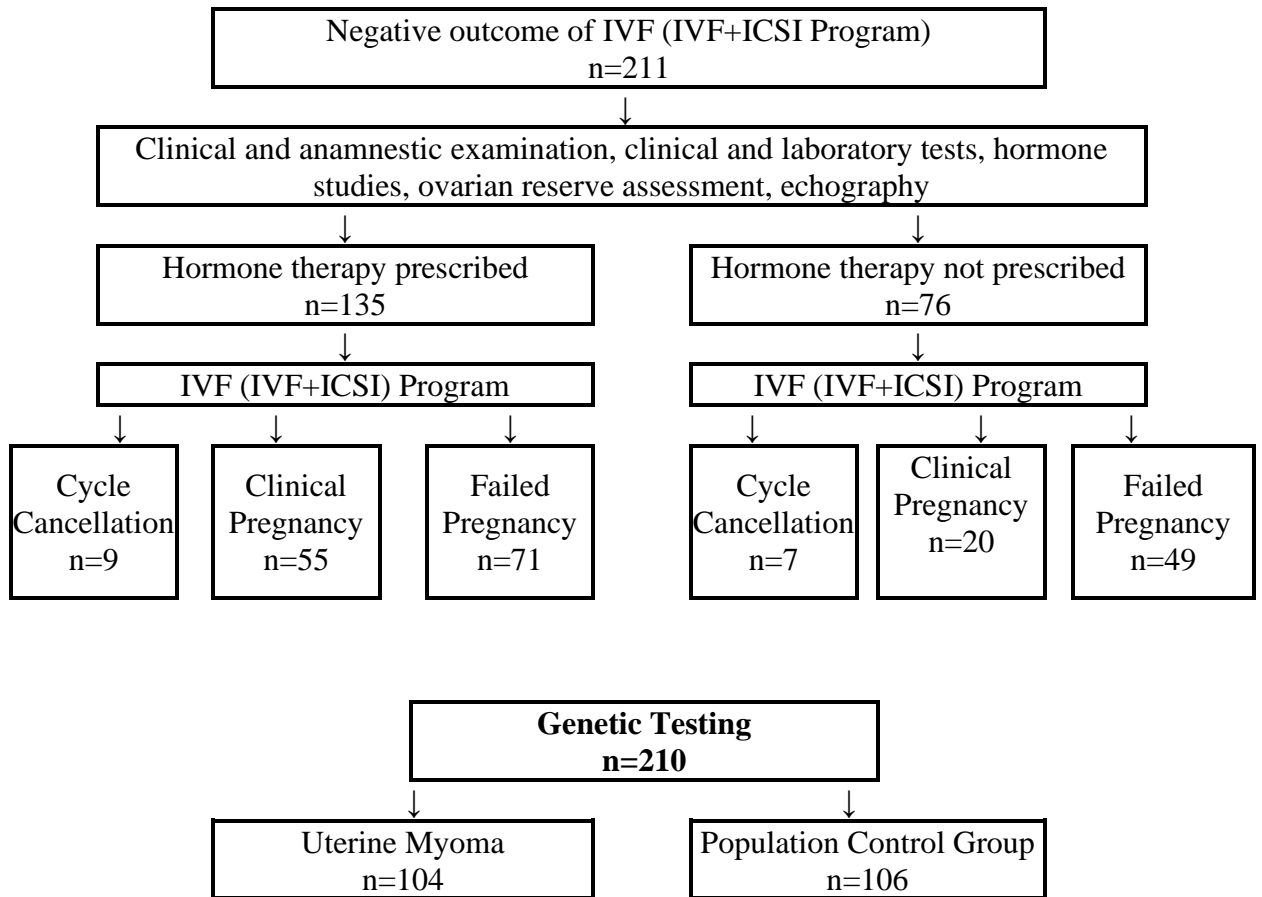 Negative outcome of IVF (IVF+ICSI Program)
n=211
↓
Clinical and anamnestic examination, clinical and laboratory tests, hormone
studies, ovarian reserve assessment, echography
↓ ↓
Hormone therapy prescribed
n=135
Hormone therapy not prescribed
n=76
↓ ↓
IVF (IVF+ICSI) Program
IVF (IVF+ICSI) Program
↓ ↓ ↓ ↓ ↓ ↓
Cycle
Cancellation
n=9
Clinical
Pregnancy
n=55
Failed
Pregnancy
n=71
Cycle
Cancellation
n=7
Clinical
Pregnancy
n=20
Failed
Pregnancy
n=49
Genetic Testing
n=210
↓ ↓
Uterine Myoma
n=104
Population Control Group
n=106